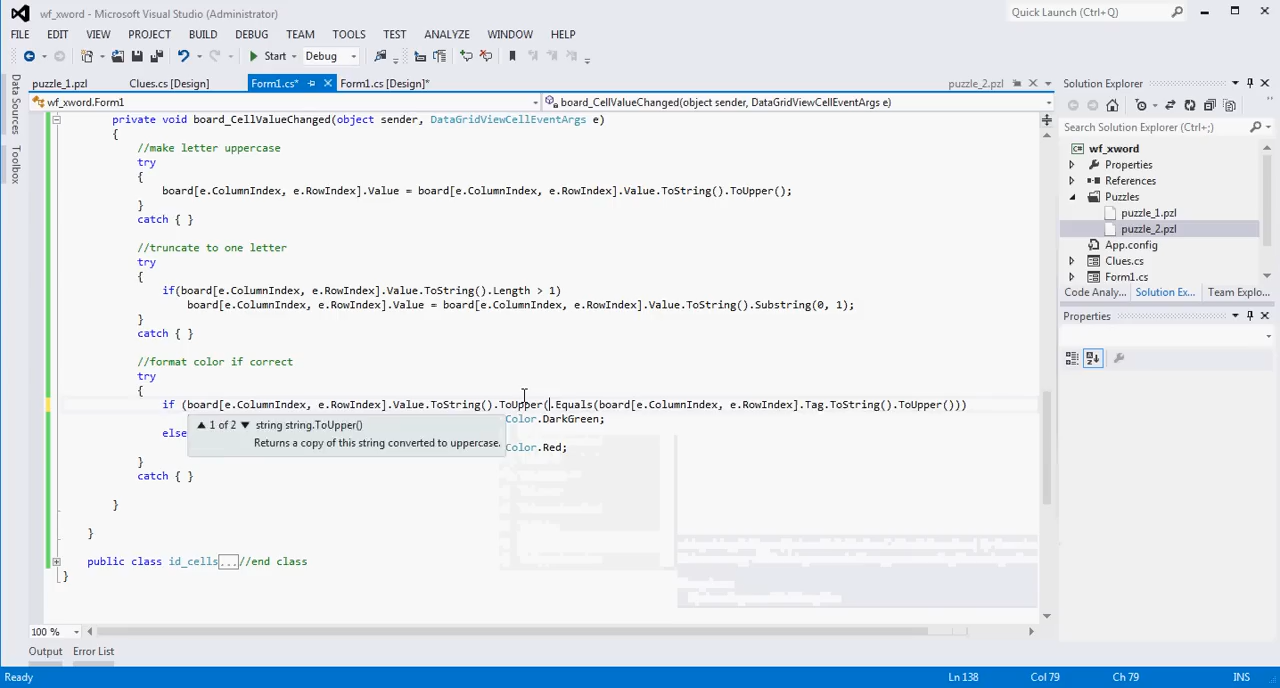 wf_xword - Microsoft Visual Studio (Administrator)
Quick Launch (Ctrl+Q)
FILE EDIT VIEW PROJECT BUILD DEBUG TEAM TOOLS TEST ANALYZE WINDOW HELP
Start Debug
puzzle_1.pzl Clues.cs [Design] Form1.cs* Form1.cs [Design]* puzzle_2.pzl
wf_xword.Form1 board_CellValueChanged(object sender, DataGridViewCellEventArgs e)
Data Sources
Toolbox
private void board_CellValueChanged(object sender, DataGridViewCellEventArgs e)
{
//make letter uppercase
try
{
board[e.ColumnIndex, e.RowIndex].Value = board[e.ColumnIndex, e.RowIndex].Value.ToString().ToUpper();
}
catch { }
//truncate to one letter
try
{
if(board[e.ColumnIndex, e.RowIndex].Value.ToString().Length > 1)
board[e.ColumnIndex, e.RowIndex].Value = board[e.ColumnIndex, e.RowIndex].Value.ToString().Substring(0, 1);
}
catch { }
//format color if correct
try
{
if (board[e.ColumnIndex, e.RowIndex].Value.ToString().ToUpper(.Equals(board[e.ColumnIndex, e.RowIndex].Tag.ToString().ToUpper()))
Color.DarkGreen;
▲ 1 of 2 ▼ string string.ToUpper()
Returns a copy of this string converted to uppercase.
else
Color.Red;
}
catch { }
}
}
public class id_cells...//end class
}
100 %
Output Error List
Ready
Ln 138 Col 79 Ch 79 INS
Solution Explorer
Search Solution Explorer (Ctrl+;)
wf_xword
Properties
References
Puzzles
puzzle_1.pzl
puzzle_2.pzl
App.config
Clues.cs
Form1.cs
Code Analy... Solution Ex... Team Explo...
Properties